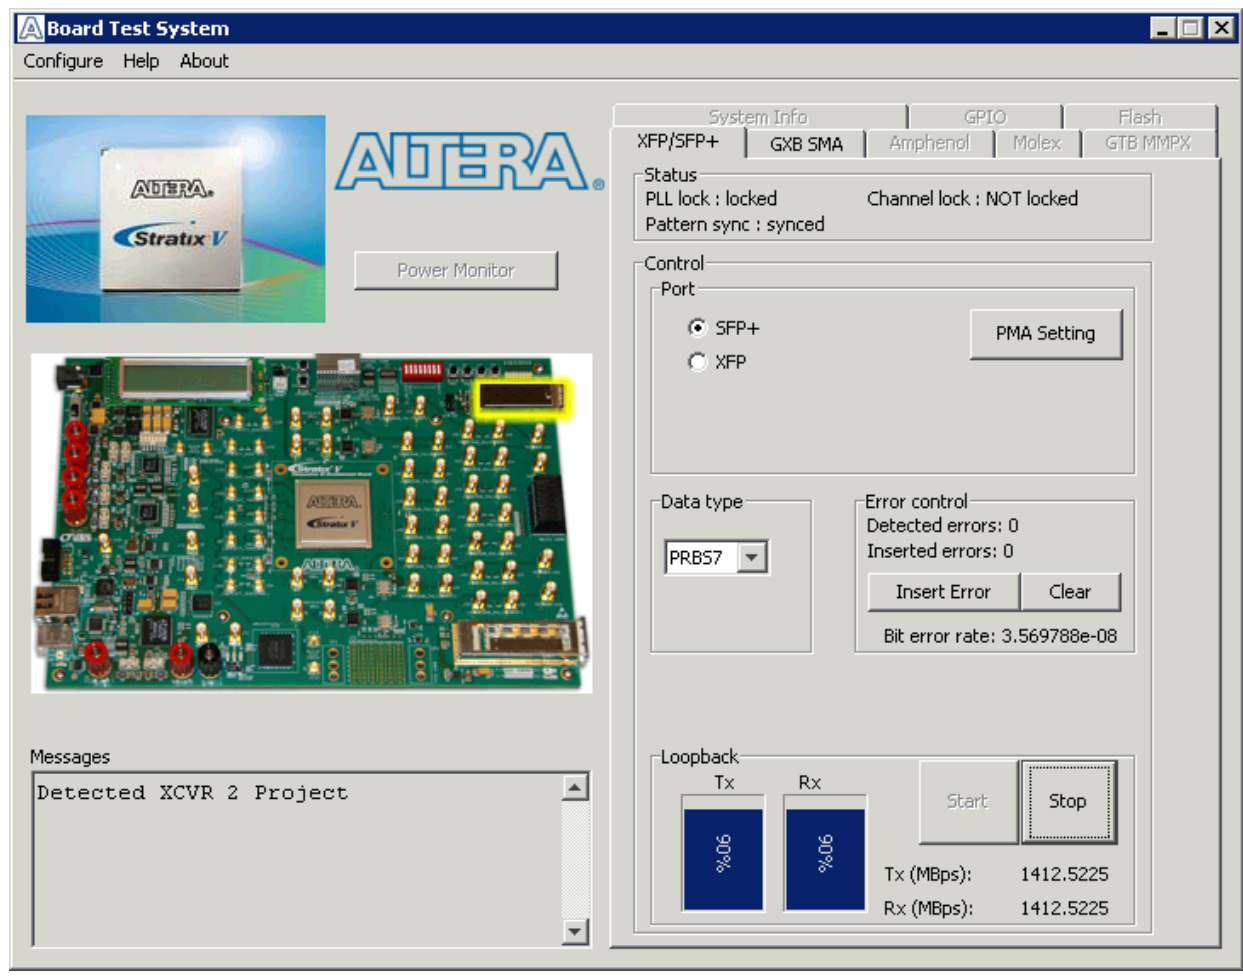 Board Test System
Configure Help About
ALTERA®
Power Monitor
ALTERA.
Stratix V
Stratix V
ALTERA.
Stratix V
ALTERA.
Messages
Detected XCVR 2 Project
System Info GPIO Flash
XFP/SFP+ GXB SMA Amphenol Molex GTB MMPX
Status
PLL lock : locked Channel lock : NOT locked
Pattern sync : synced
Control
Port
SFP+
XFP
PMA Setting
Data type
PRBS7
Error control
Detected errors: 0
Inserted errors: 0
Insert Error Clear
Bit error rate: 3.569788e-08
Loopback
Tx Rx
90% 90%
Start Stop
Tx (MBps): 1412.5225
Rx (MBps): 1412.5225